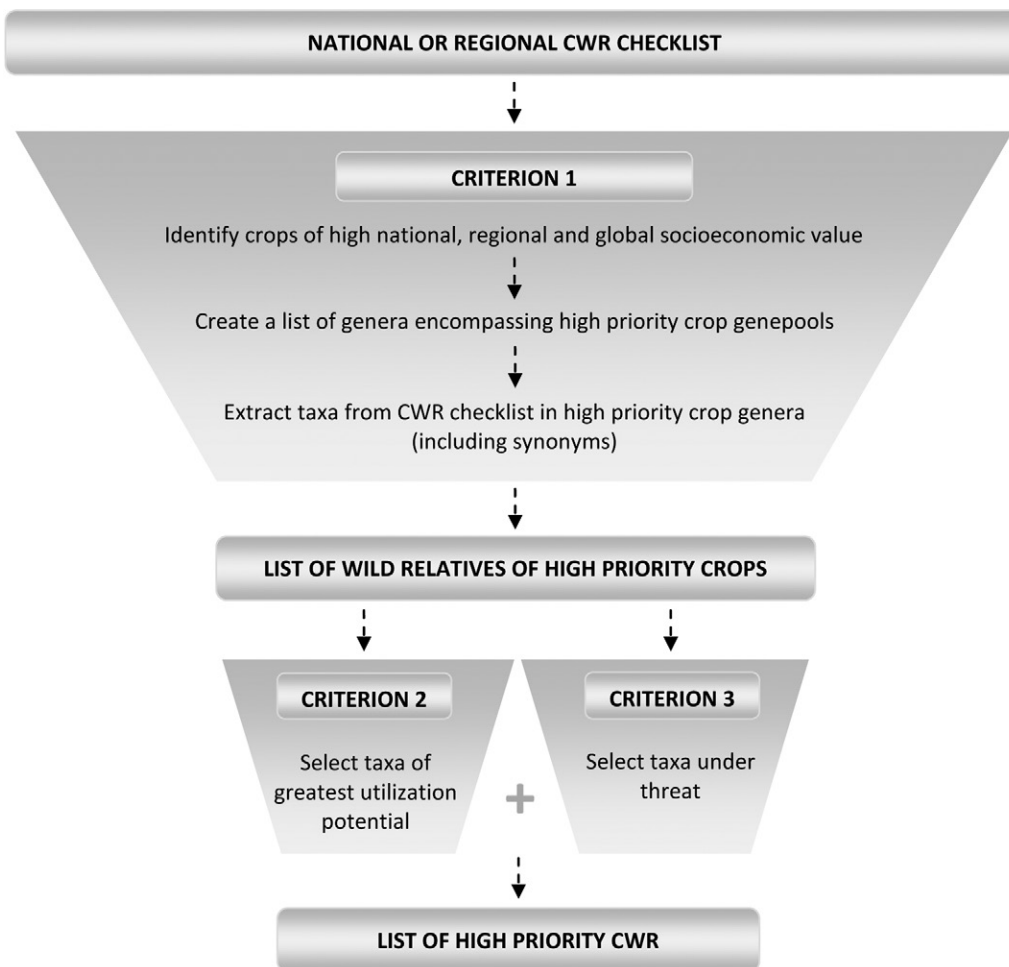 NATIONAL OR REGIONAL CWR CHECKLIST
CRITERION 1
Identify crops of high national, regional and global socioeconomic value
Create a list of genera encompassing high priority crop genepools
Extract taxa from CWR checklist in high priority crop genera
(including synonyms)
LIST OF WILD RELATIVES OF HIGH PRIORITY CROPS
CRITERION 2
Select taxa of
greatest utilization
potential
+
CRITERION 3
Select taxa under
threat
LIST OF HIGH PRIORITY CWR